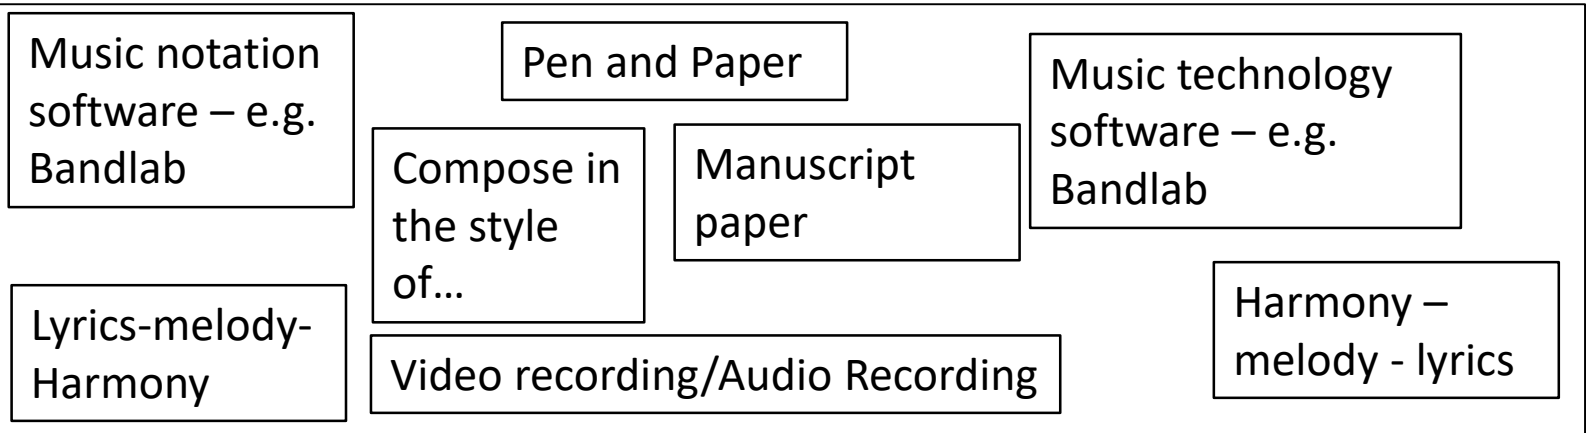 Music notation
software – e.g.
Bandlab
Pen and Paper
Music technology
software – e.g.
Bandlab
Compose in
the style
of…
Manuscript
paper
Lyrics-melody-
Harmony
Video recording/Audio Recording
Harmony –
melody - lyrics